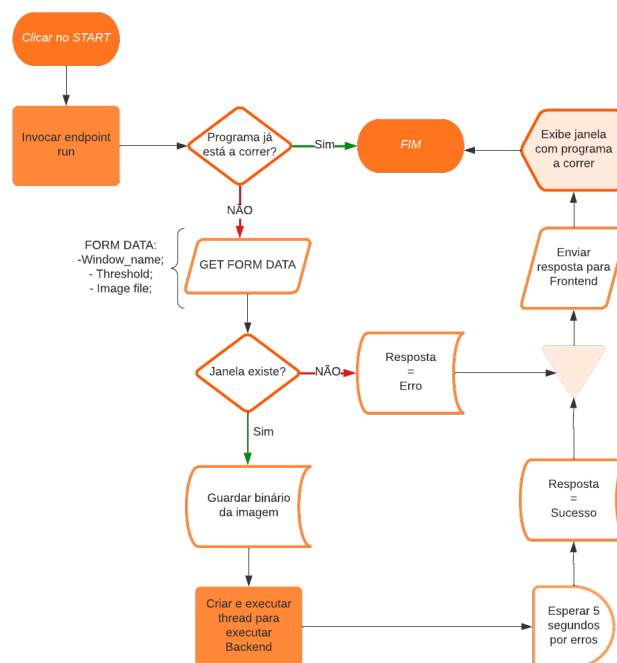 Clicar no START
Invocar endpoint
run
Programa já
está a correr?
Sim
FIM
Exibe janela
com programa
a correr
NÃO
FORM DATA:
-Window_name;
- Threshold;
- Image file;
GET FORM DATA
Enviar
resposta para
Frontend
Janela existe?
NÃO
Resposta
=
Erro
Sim
Guardar binário
da imagem
Resposta
=
Sucesso
Criar e executar
thread para
executar
Backend
Esperar 5
segundos
por erros